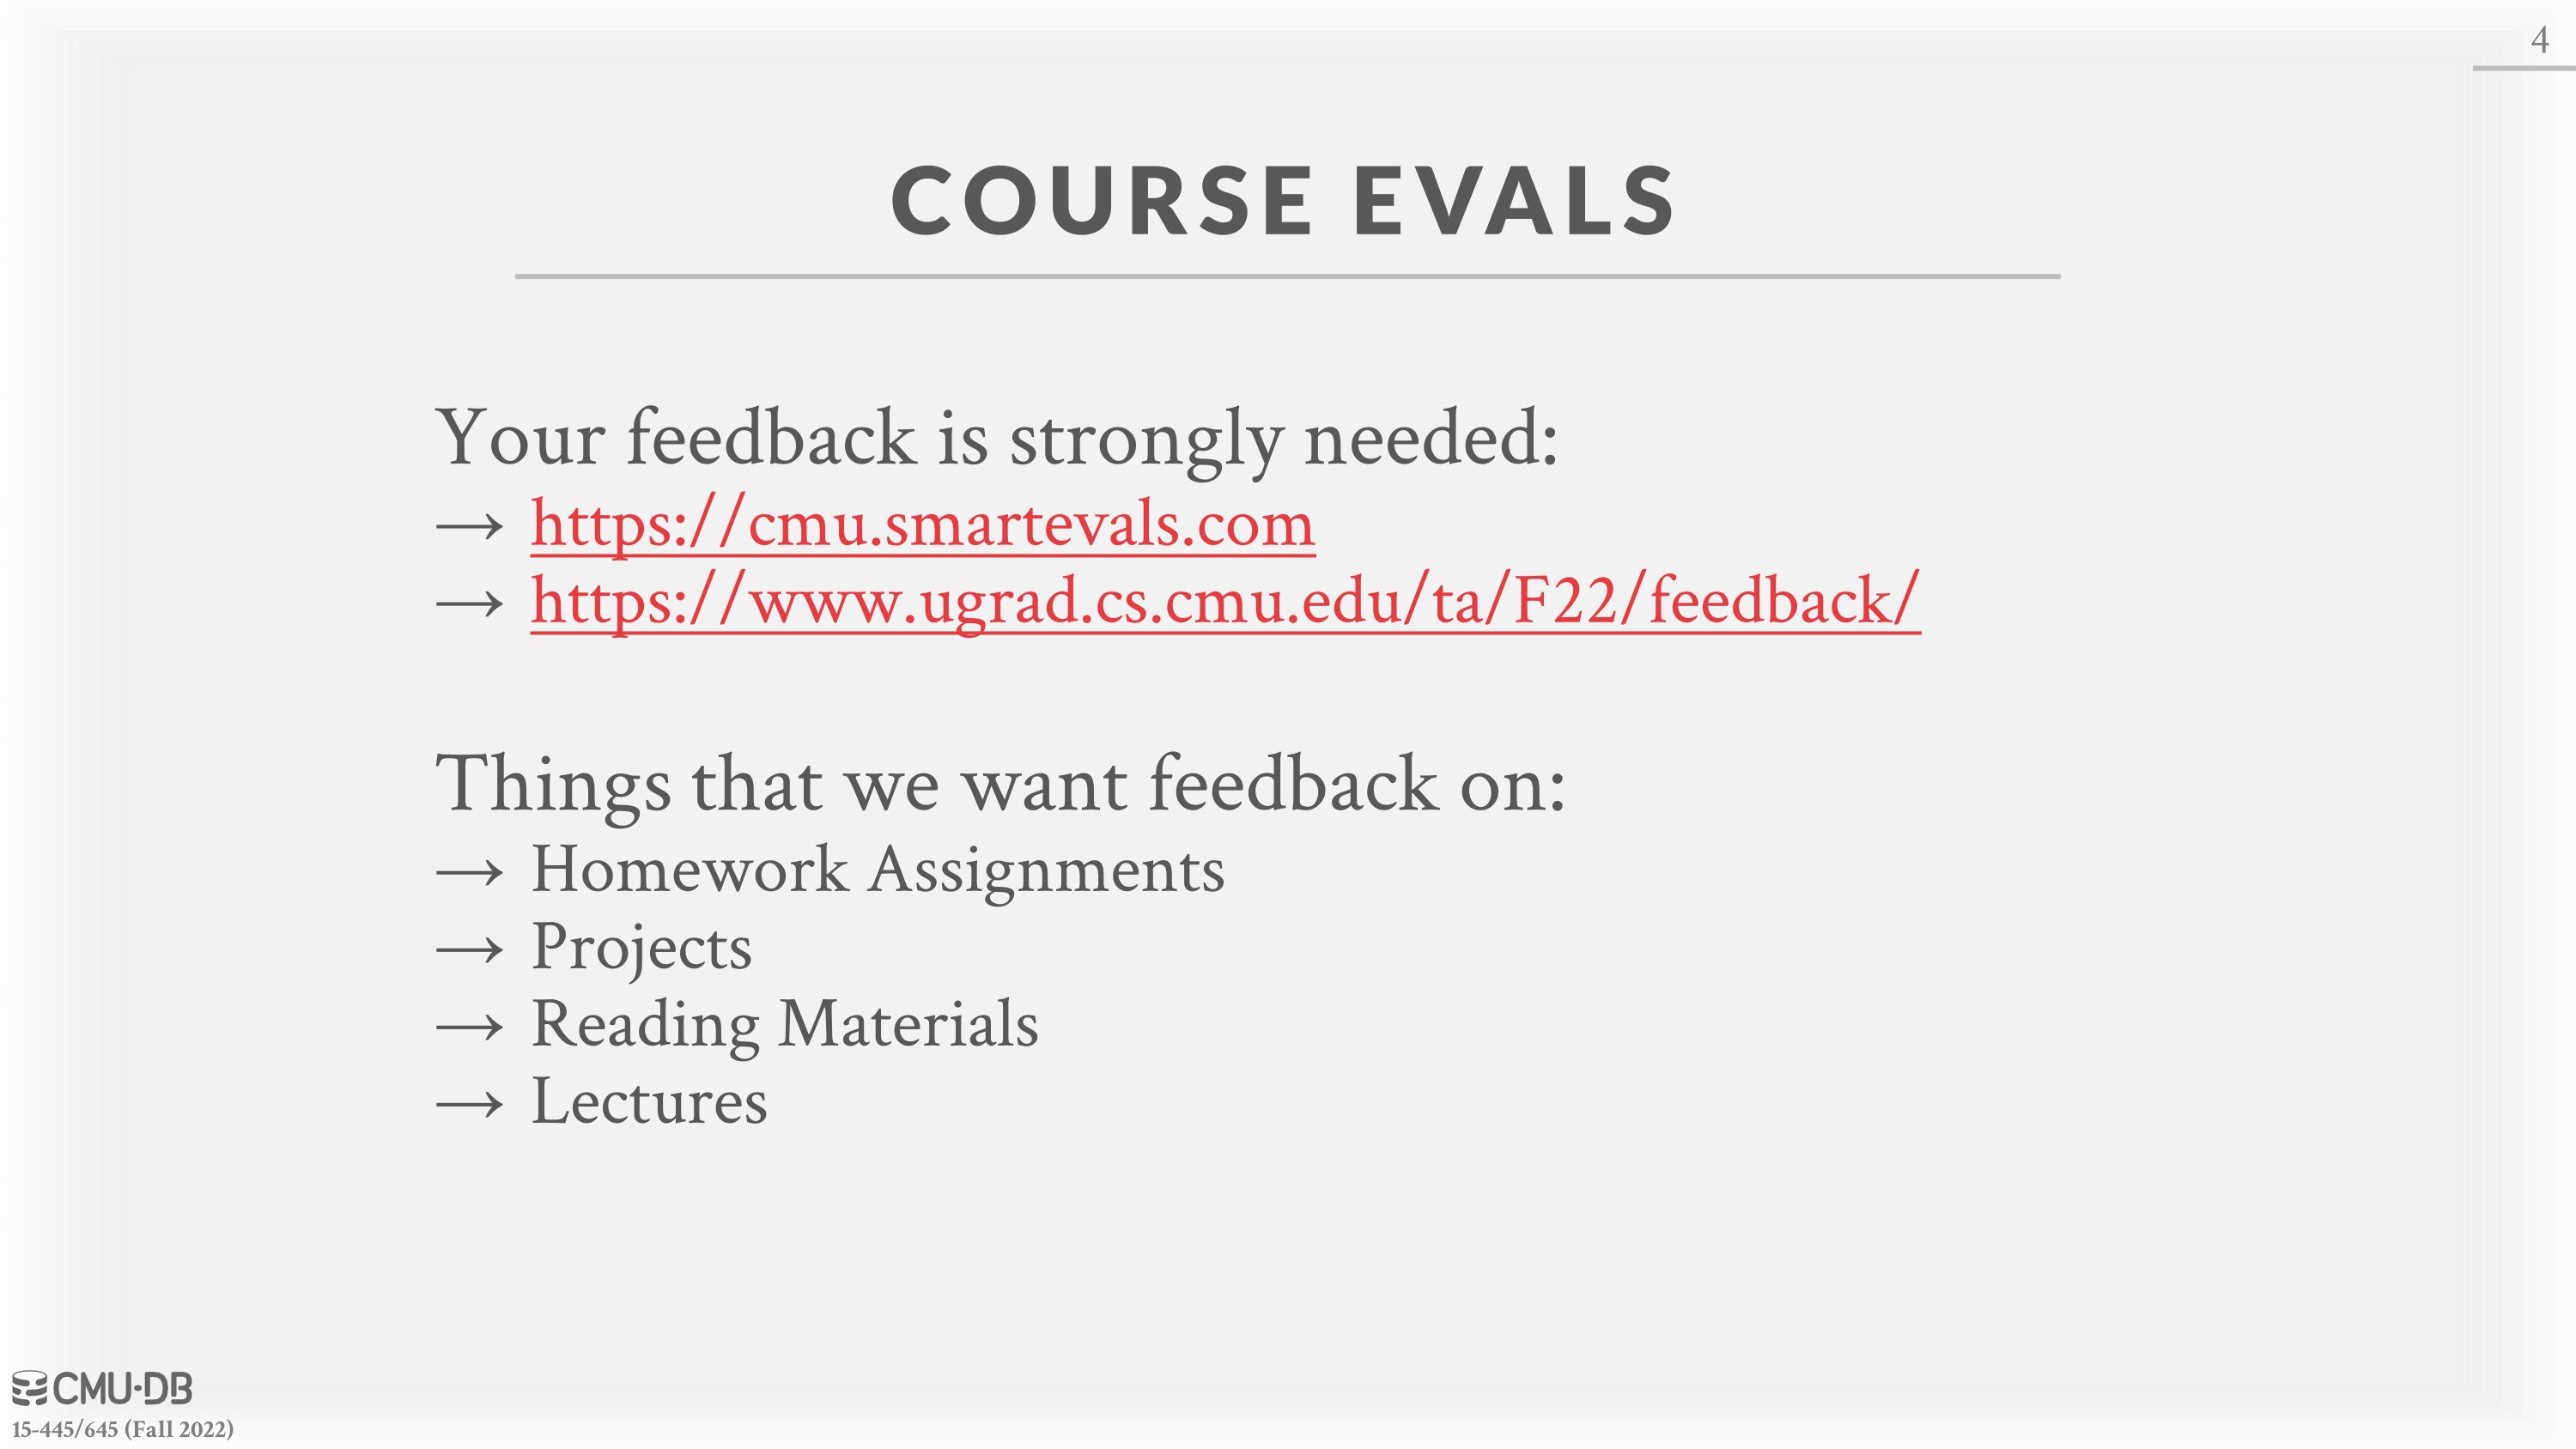 4
COURSE EVALS
Your feedback is strongly needed:
→ https://cmu.smartevals.com
→ https://www.ugrad.cs.cmu.edu/ta/F22/feedback/
Things that we want feedback on:
→ Homework Assignments
→ Projects
→ Reading Materials
→ Lectures
CMU·DB
15-445/645 (Fall 2022)